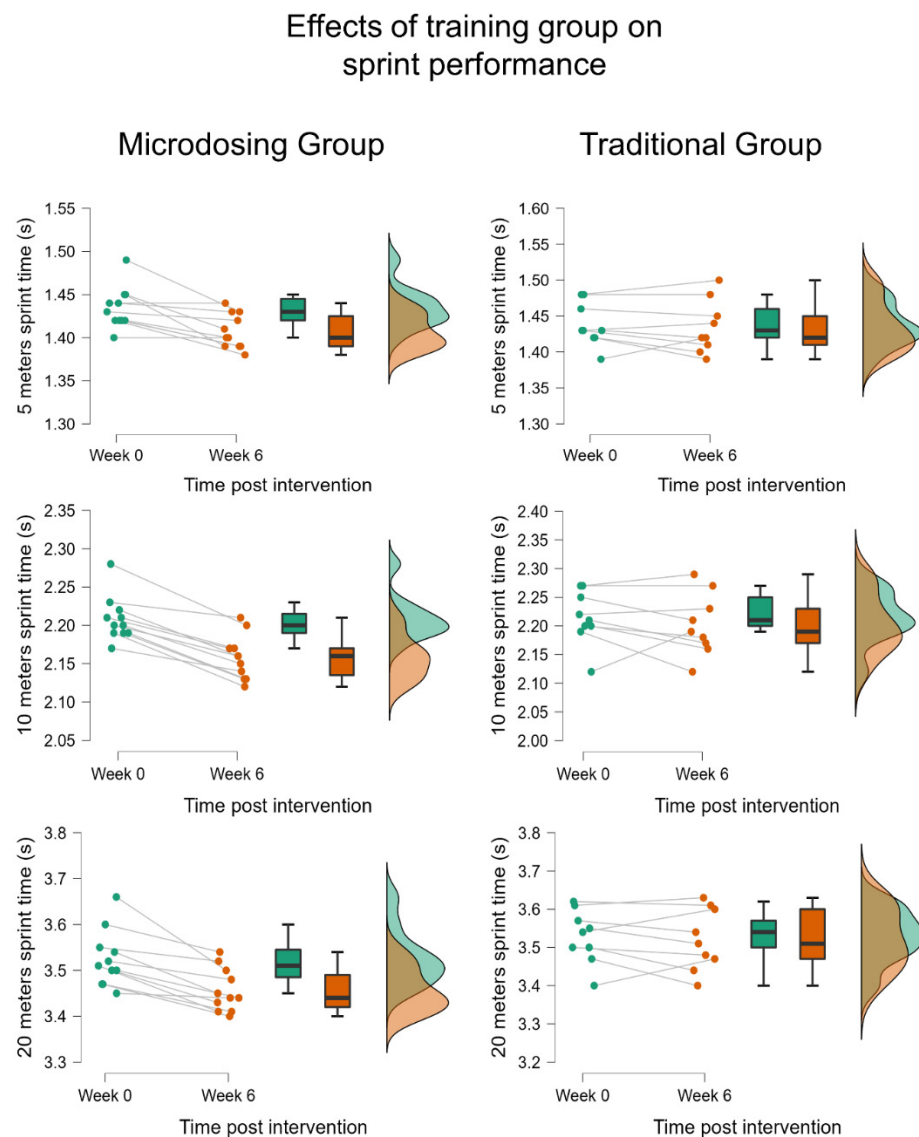 Effects of training group on
sprint performance
Microdosing Group
Traditional Group
5 meters sprint time (s)
1.55
1.50
1.45
1.40
1.35
1.30
Week 0
Week 6
Time post intervention
5 meters sprint time (s)
1.60
1.55
1.50
1.45
1.40
1.35
1.30
Week 0
Week 6
Time post intervention
10 meters sprint time (s)
2.35
2.30
2.25
2.20
2.15
2.10
2.05
Week 0
Week 6
Time post intervention
10 meters sprint time (s)
2.40
2.35
2.30
2.25
2.20
2.15
2.10
2.05
2.00
Week 0
Week 6
Time post intervention
20 meters sprint time (s)
3.8
3.7
3.6
3.5
3.4
3.3
Week 0
Week 6
Time post intervention
20 meters sprint time (s)
3.8
3.7
3.6
3.5
3.4
3.3
3.2
Week 0
Week 6
Time post intervention